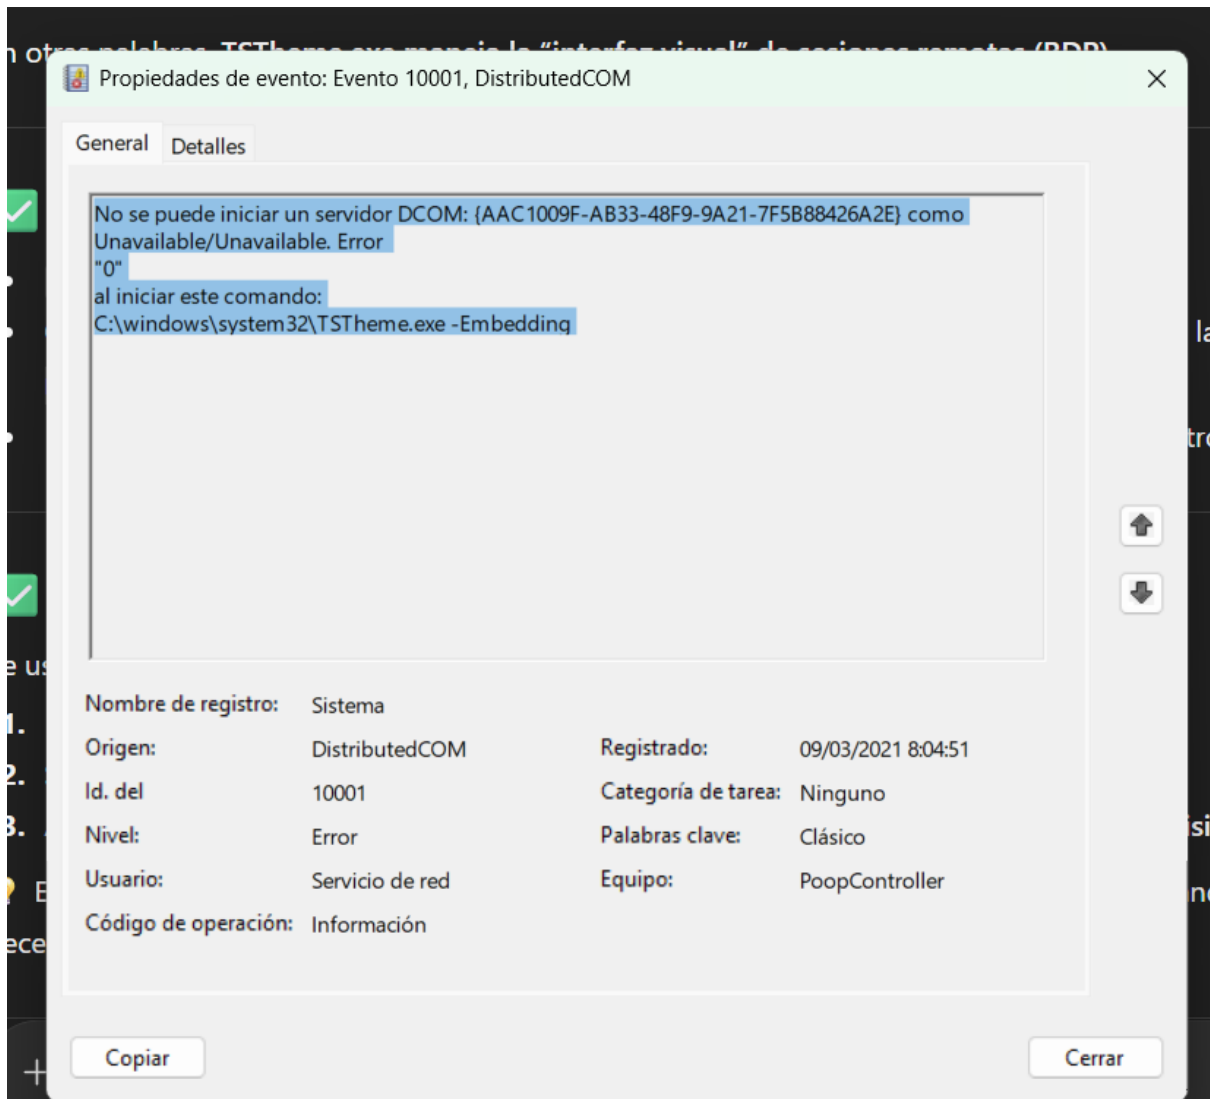 Propiedades de evento: Evento 10001, DistributedCOM
General
Detalles
No se puede iniciar un servidor DCOM: {AAC1009F-AB33-48F9-9A21-7F5B88426A2E} como
Unavailable/Unavailable. Error
"0"
al iniciar este comando:
C:\windows\system32\TSTheme.exe -Embedding
Nombre de registro: Sistema
Origen: DistributedCOM Registrado: 09/03/2021 8:04:51
Id. del 10001 Categoría de tarea: Ninguno
Nivel: Error Palabras clave: Clásico
Usuario: Servicio de red Equipo: PoopController
Código de operación: Información
Copiar
Cerrar